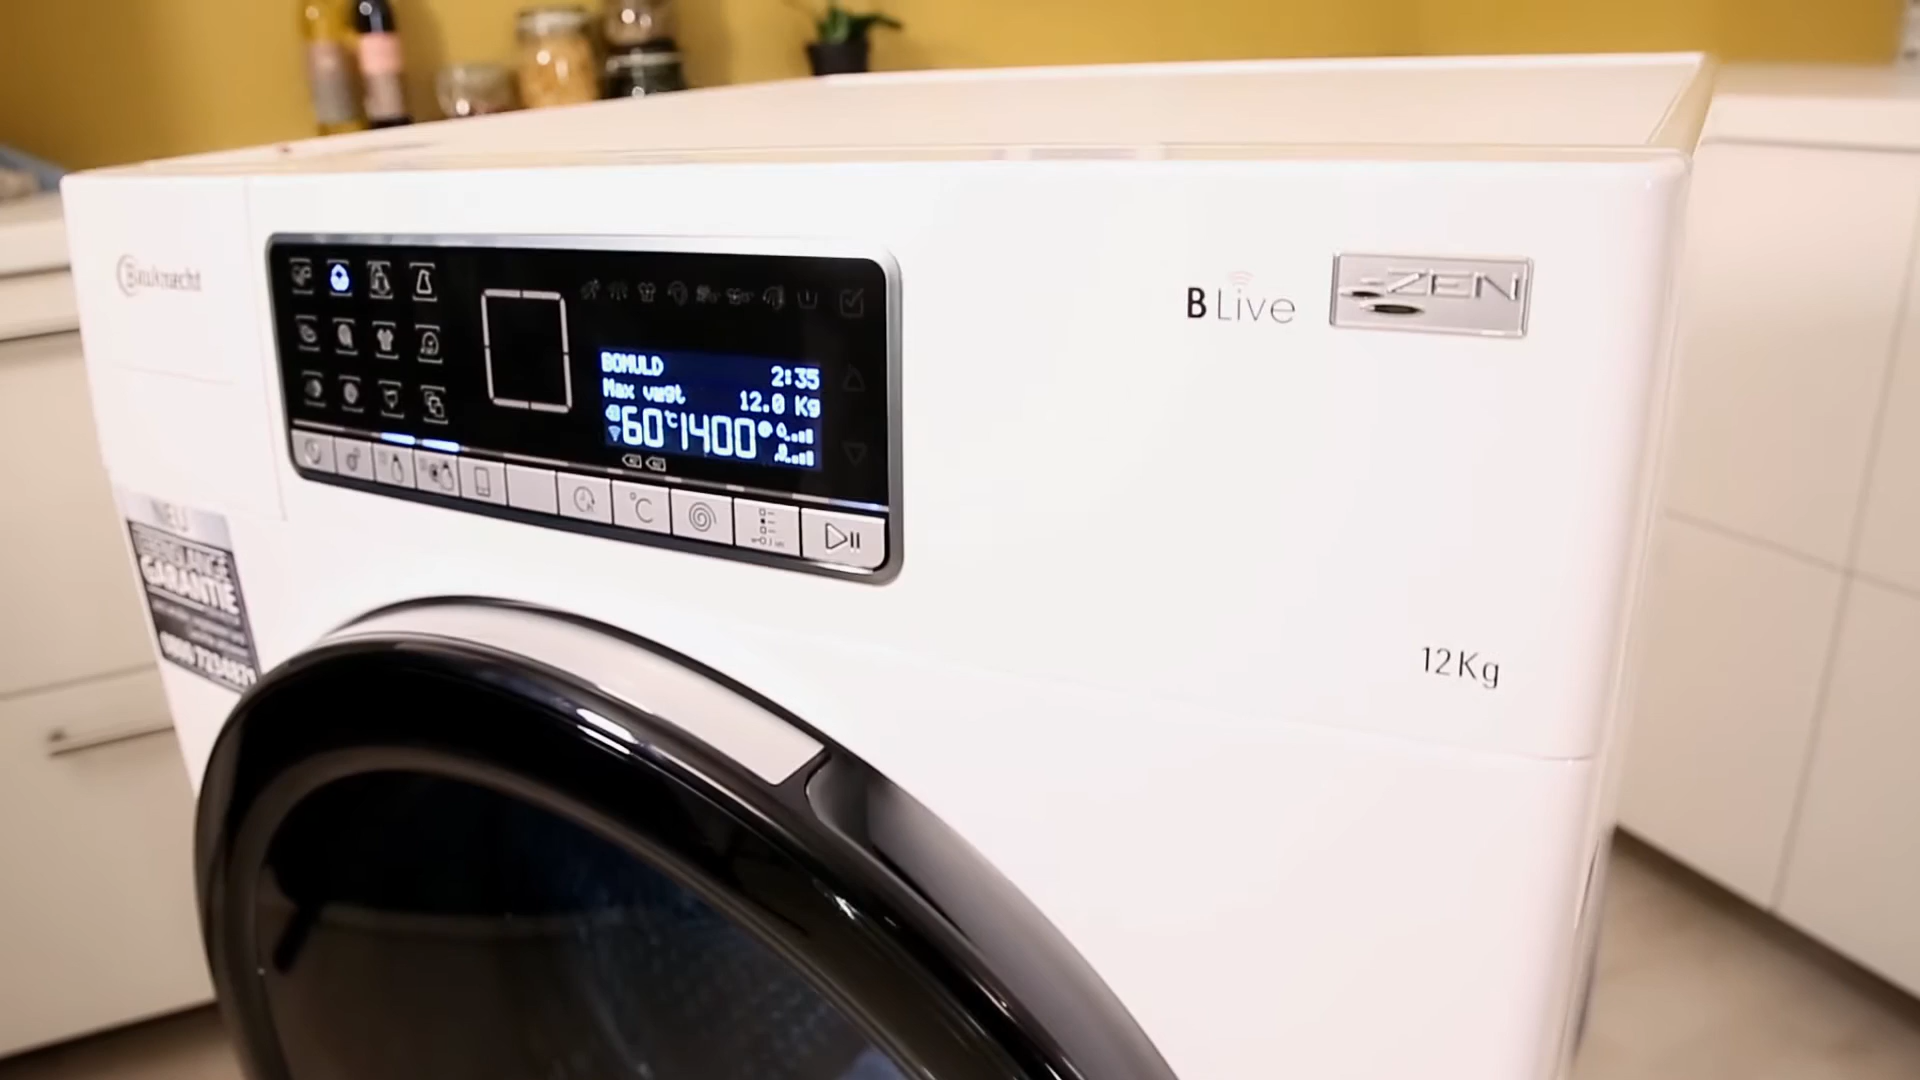 Bauknecht
BOMULD 2:35
Max vægt 12.0 Kg
60°C 1400
°C
B Live
ZEN
12Kg
NEU
GARANTIE